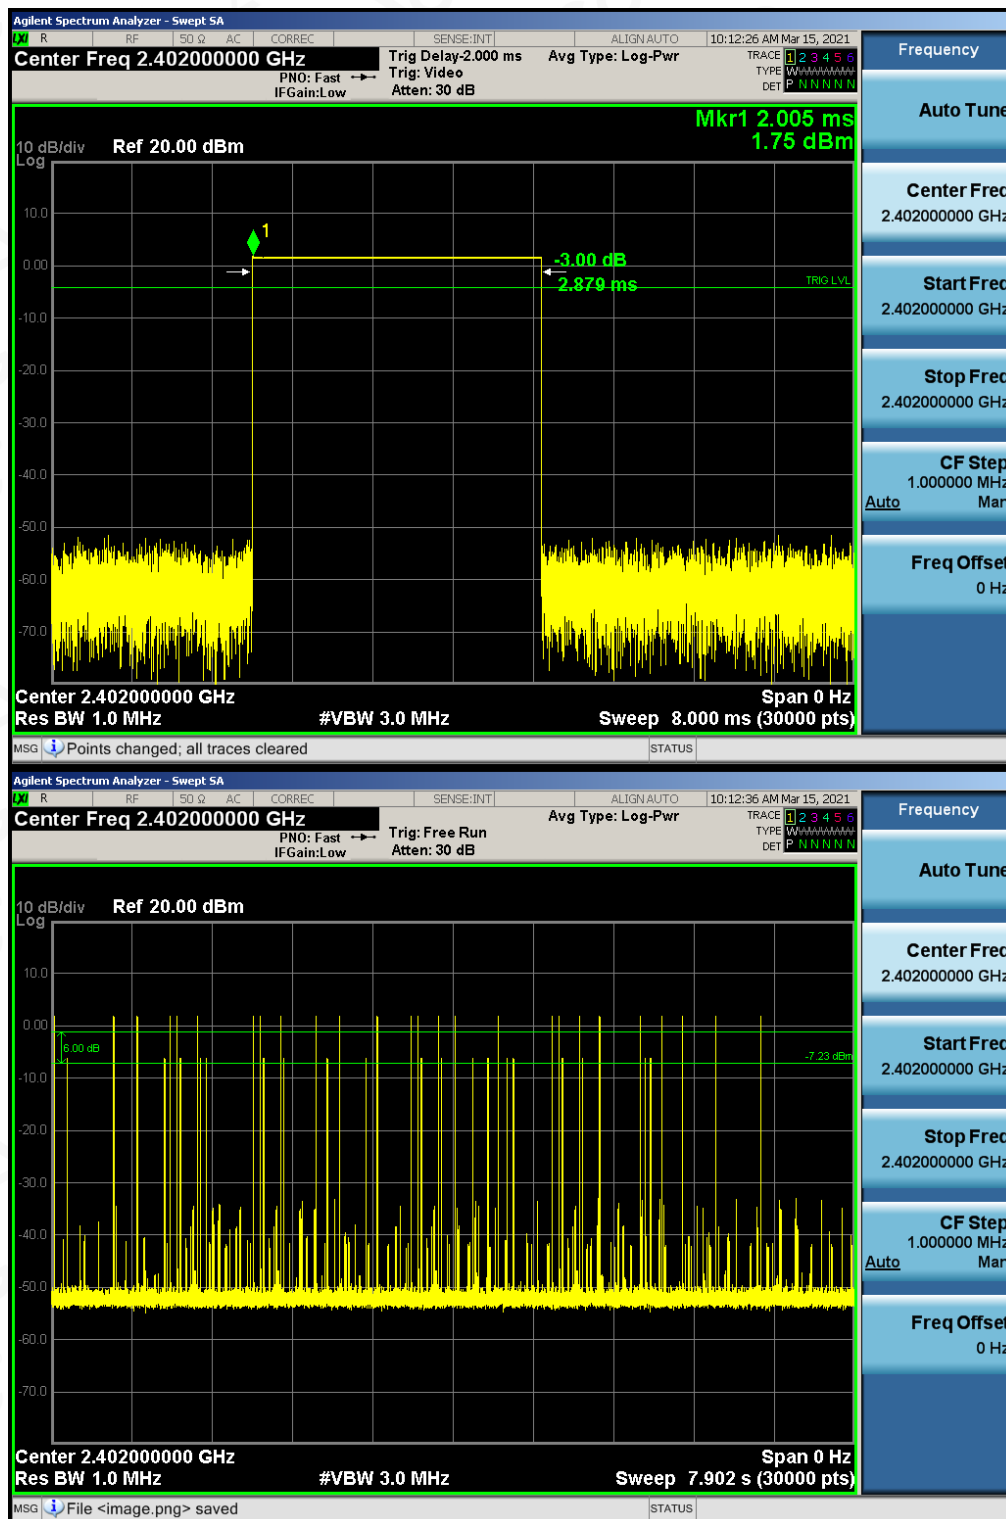 Agilent Spectrum Analyzer - Swept SA
LXI R RF 50 Ω AC CORREC SENSE:INT ALIGN AUTO 10:12:26 AM Mar 15, 2021
Center Freq 2.402000000 GHz
Trig Delay-2.000 ms Avg Type: Log-Pwr TRACE 1 2 3 4 5 6
PNO: Fast Trig: Video TYPE W
IFGain:Low Atten: 30 dB DET P N N N N N
Mkr1 2.005 ms
10 dB/div Ref 20.00 dBm 1.75 dBm
Log
10.0
1
0.00
-3.00 dB
2.879 ms
TRIG LVL
-10.0
-20.0
-30.0
-40.0
-50.0
-60.0
-70.0
Center 2.402000000 GHz Span 0 Hz
Res BW 1.0 MHz #VBW 3.0 MHz Sweep 8.000 ms (30000 pts)
MSG Points changed; all traces cleared STATUS
Frequency
Auto Tune
Center Freq
2.402000000 GHz
Start Freq
2.402000000 GHz
Stop Freq
2.402000000 GHz
CF Step
1.000000 MHz
Auto Man
Freq Offset
0 Hz
Agilent Spectrum Analyzer - Swept SA
LXI R RF 50 Ω AC CORREC SENSE:INT ALIGN AUTO 10:12:36 AM Mar 15, 2021
Center Freq 2.402000000 GHz
Avg Type: Log-Pwr TRACE 1 2 3 4 5 6
PNO: Fast Trig: Free Run TYPE W
IFGain:Low Atten: 30 dB DET P N N N N N
10 dB/div Ref 20.00 dBm
Log
10.0
0.00
6.00 dB
-7.23 dBm
-10.0
-20.0
-30.0
-40.0
-50.0
-60.0
-70.0
Center 2.402000000 GHz Span 0 Hz
Res BW 1.0 MHz #VBW 3.0 MHz Sweep 7.902 s (30000 pts)
MSG File <image.png> saved STATUS
Frequency
Auto Tune
Center Freq
2.402000000 GHz
Start Freq
2.402000000 GHz
Stop Freq
2.402000000 GHz
CF Step
1.000000 MHz
Auto Man
Freq Offset
0 Hz